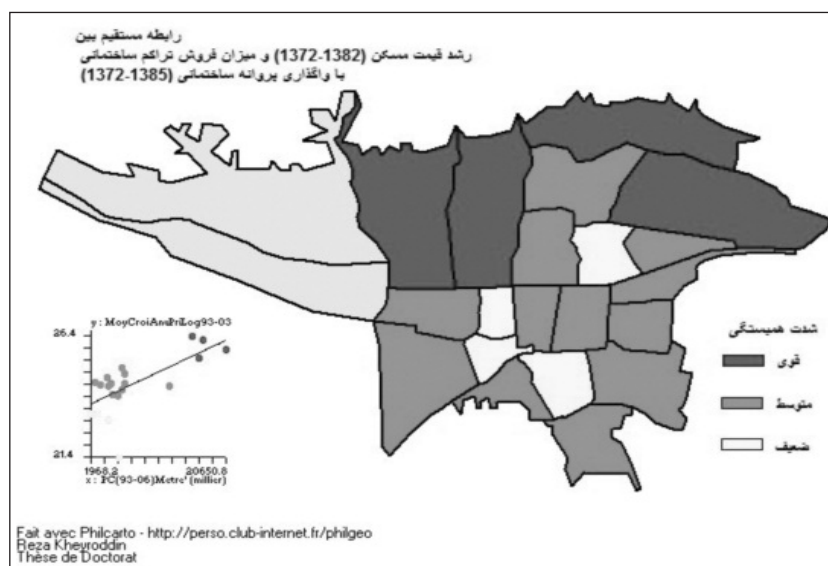 رابطه مستقیم بین
رشد قیمت مسکن (1382-1372) و میزان فروش تراکم ساختمانی
با واگذاری پروانه ساختمانی (1385-1372)
y : MoyCroiAnnPriLog93-03
26.4
21.4
1968.2
20650.8
x : PC(93-06)Metre² (millier)
شدت همبستگی
قوی
متوسط
ضعیف
Fait avec Philcarto - http://perso.club-internet.fr/philgeo
Reza Kheyroddin
Thèse de Doctorat